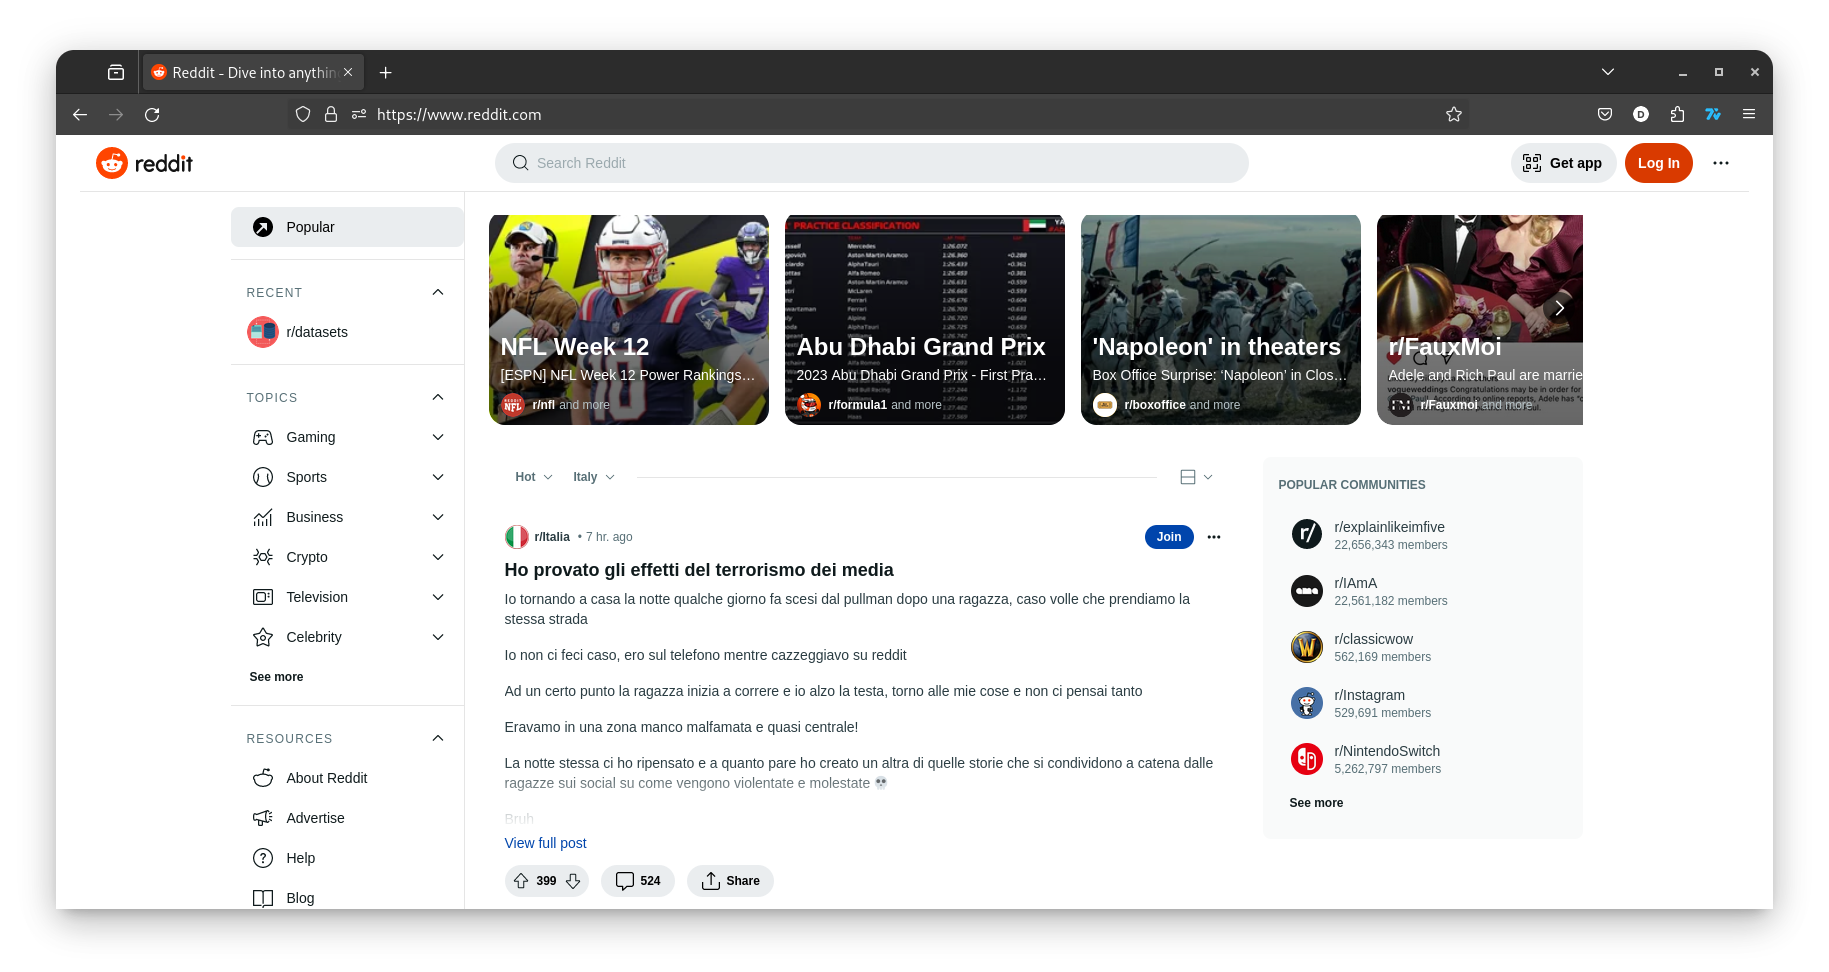 Reddit - Dive into anythin
https://www.reddit.com
reddit
Search Reddit
Get app
Log In
Popular
RECENT
r/datasets
TOPICS
Gaming
Sports
Business
Crypto
Television
Celebrity
See more
RESOURCES
About Reddit
Advertise
Help
Blog
NFL Week 12
[ESPN] NFL Week 12 Power Rankings…
r/nfl and more
PRACTICE CLASSIFICATION
Abu Dhabi Grand Prix
2023 Abu Dhabi Grand Prix - First Pra…
r/formula1 and more
'Napoleon' in theaters
Box Office Surprise: ‘Napoleon’ in Clos…
r/boxoffice and more
r/FauxMoi
Adele and Rich Paul are marrie
r/Fauxmoi and more
Hot
Italy
r/Italia • 7 hr. ago
Join
Ho provato gli effetti del terrorismo dei media
Io tornando a casa la notte qualche giorno fa scesi dal pullman dopo una ragazza, caso volle che prendiamo la
stessa strada
Io non ci feci caso, ero sul telefono mentre cazzeggiavo su reddit
Ad un certo punto la ragazza inizia a correre e io alzo la testa, torno alle mie cose e non ci pensai tanto
Eravamo in una zona manco malfamata e quasi centrale!
La notte stessa ci ho ripensato e a quanto pare ho creato un altra di quelle storie che si condividono a catena dalle
ragazze sui social su come vengono violentate e molestate 💀
Bruh
View full post
399
524
Share
POPULAR COMMUNITIES
r/explainlikeimfive
22,656,343 members
r/IAmA
22,561,182 members
r/classicwow
562,169 members
r/Instagram
529,691 members
r/NintendoSwitch
5,262,797 members
See more